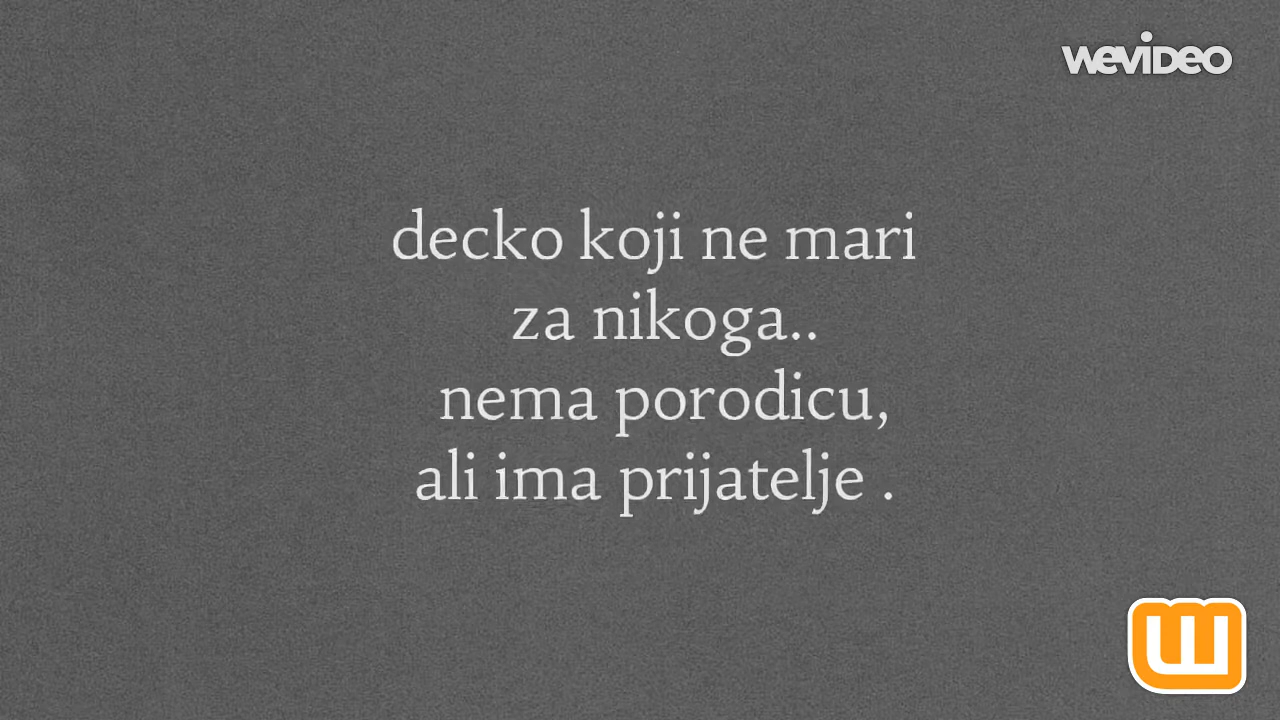 wevideo
decko koji ne mari
za nikoga..
nema porodicu,
ali ima prijatelje .
w